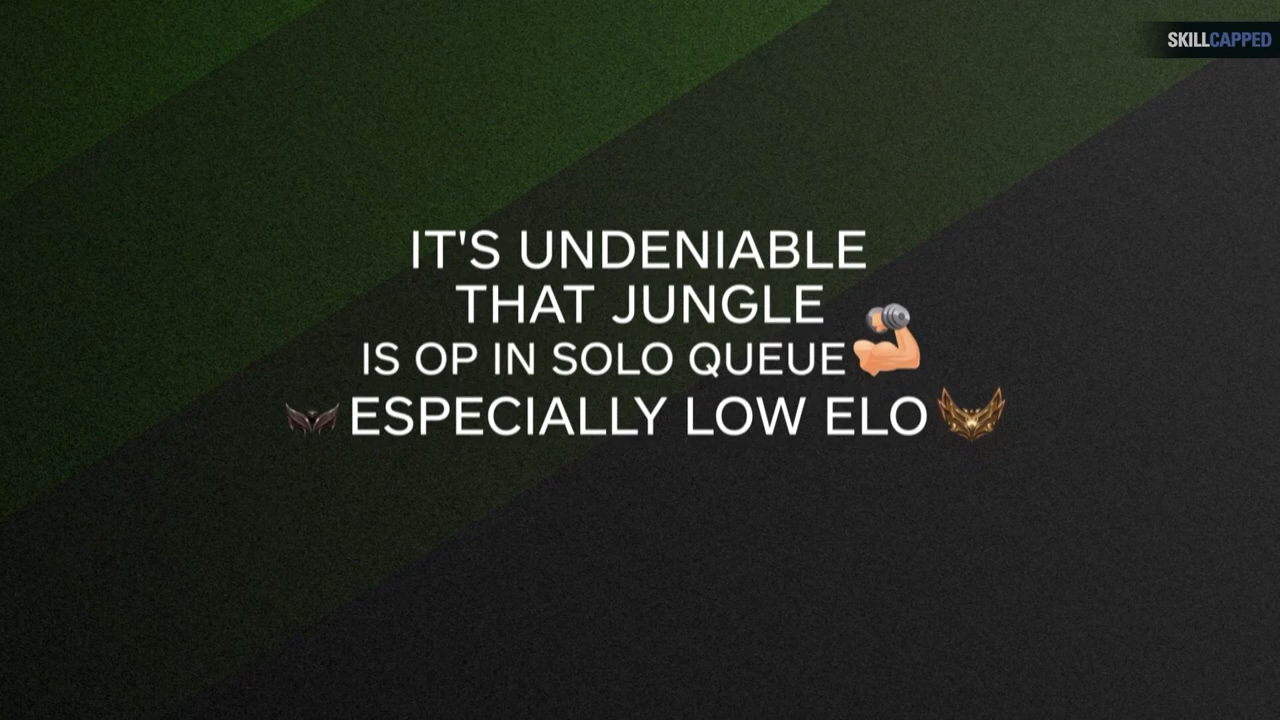 SKILLCAPPED
IT'S UNDENIABLE
THAT JUNGLE
IS OP IN SOLO QUEUE
ESPECIALLY LOW ELO